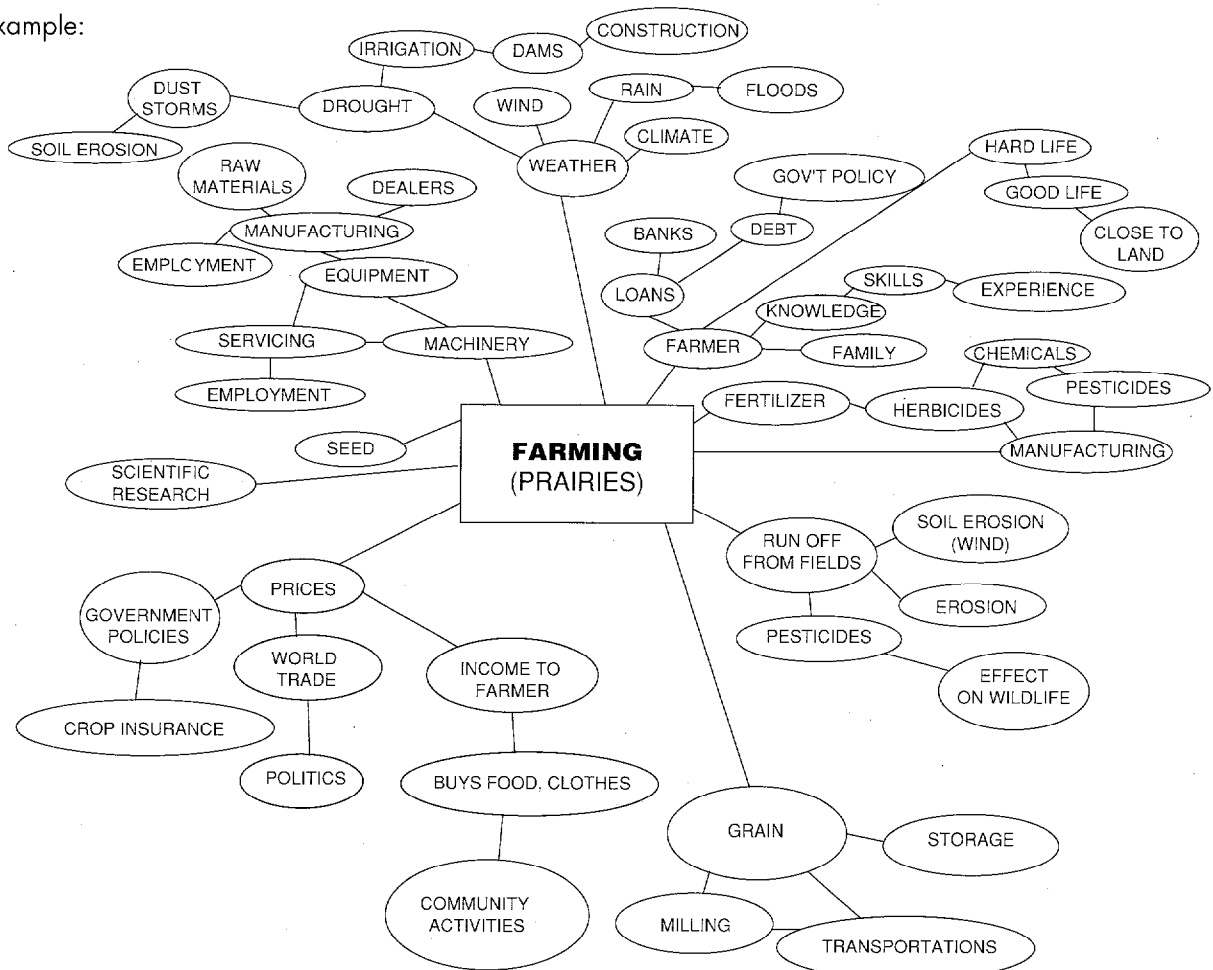 xample:
CONSTRUCTION
IRRIGATION
DAMS
DUST
STORMS
DROUGHT
WIND
RAIN
FLOODS
SOIL EROSION
WEATHER
CLIMATE
HARD LIFE
RAW
MATERIALS
DEALERS
GOV'T POLICY
GOOD LIFE
MANUFACTURING
BANKS
DEBT
CLOSE TO
LAND
EMPLCYMENT
EQUIPMENT
LOANS
SKILLS
EXPERIENCE
KNOWLEDGE
SERVICING
MACHINERY
FARMER
FAMILY
CHEMICALS
PESTICIDES
EMPLOYMENT
FERTILIZER
HERBICIDES
SEED
FARMING
(PRAIRIES)
MANUFACTURING
SCIENTIFIC
RESEARCH
SOIL EROSION
(WIND)
RUN OFF
FROM FIELDS
PRICES
GOVERNMENT
POLICIES
EROSION
PESTICIDES
WORLD
TRADE
INCOME TO
FARMER
EFFECT
ON WILDLIFE
CROP INSURANCE
POLITICS
BUYS FOOD, CLOTHES
GRAIN
STORAGE
COMMUNITY
ACTIVITIES
MILLING
TRANSPORTATIONS